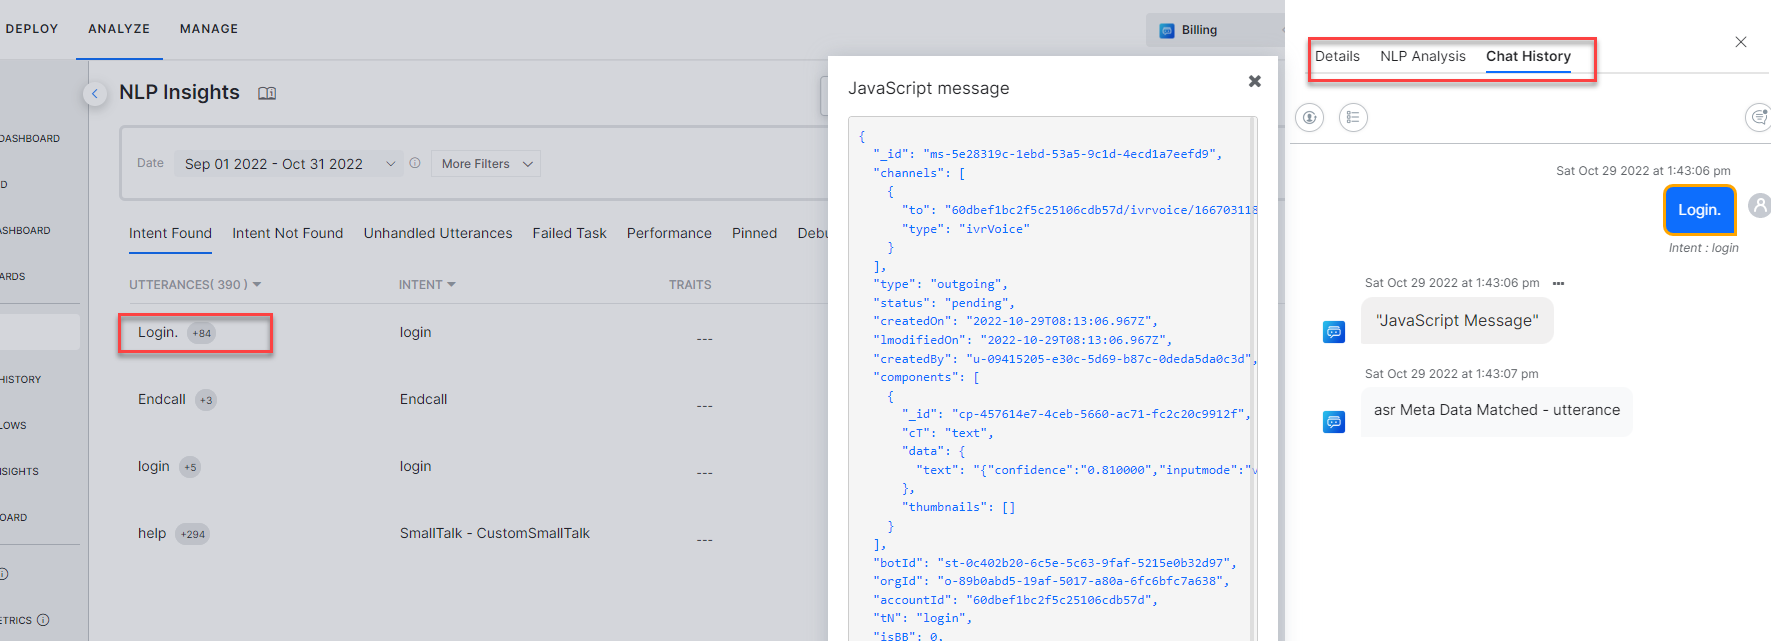 DEPLOY ANALYZE MANAGE
Billing
NLP Insights
DASHBOARD
D
ASHBOARD
ARDS
HISTORY
LOWS
NSIGHTS
OARD
ETRICS
Date Sep 01 2022 - Oct 31 2022 More Filters
Intent Found Intent Not Found Unhandled Utterances Failed Task Performance Pinned Debu
UTTERANCES( 390 ) INTENT TRAITS
Login. +84 login ---
Endcall +3 Endcall ---
login +5 login ---
help +294 SmallTalk - CustomSmallTalk ---
JavaScript message
{
"_id": "ms-5e28319c-1ebd-53a5-9c1d-4ecd1a7eefd9",
"channels": [
{
"to": "60dbef1bc2f5c25106cdb57d/ivrvoice/166703118
"type": "ivrVoice"
}
],
"type": "outgoing",
"status": "pending",
"createdOn": "2022-10-29T08:13:06.967Z",
"lmodifiedOn": "2022-10-29T08:13:06.967Z",
"createdBy": "u-09415205-e30c-5d69-b87c-0deda5da0c3d",
"components": [
{
"_id": "cp-457614e7-4ceb-5660-ac71-fc2c20c9912f",
"cT": "text",
"data": {
"text": "{"confidence":"0.810000","inputmode":"v
},
"thumbnails": []
}
],
"botId": "st-0c402b20-6c5e-5c63-9faf-5215e0b32d97",
"orgId": "o-89b0abd5-19af-5017-a80a-6fc6bfc7a638",
"accountId": "60dbef1bc2f5c25106cdb57d",
"tN": "login",
"isBB": 0,
Details NLP Analysis Chat History
Sat Oct 29 2022 at 1:43:06 pm
Login.
Intent : login
Sat Oct 29 2022 at 1:43:06 pm
"JavaScript Message"
Sat Oct 29 2022 at 1:43:07 pm
asr Meta Data Matched - utterance